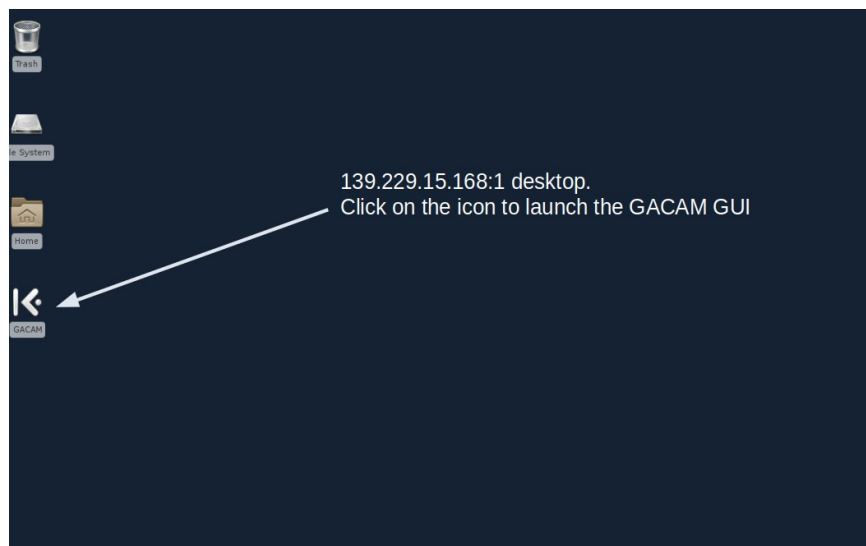 Trash
le System
139.229.15.168:1 desktop.
Click on the icon to launch the GACAM GUI
Home
GACAM